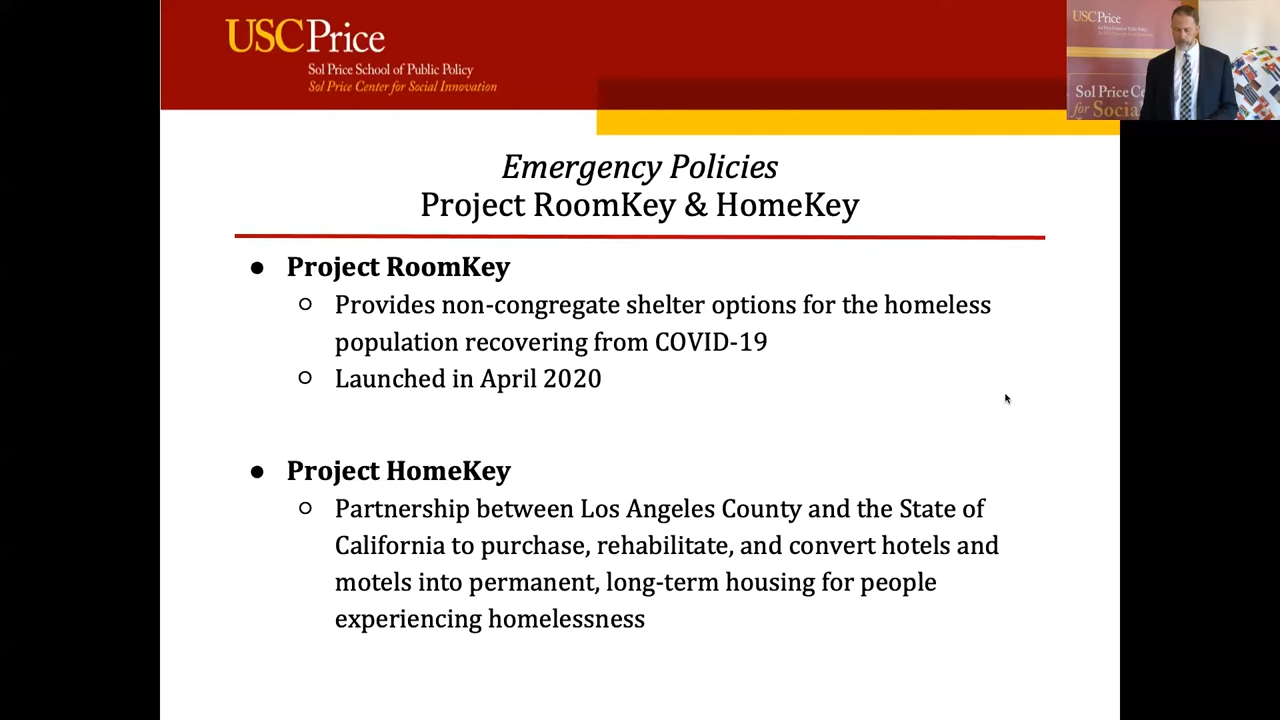 USCPrice
Sol Price School of Public Policy
Sol Price Center for Social Innovation
USCPrice
Sol Price
for Social
Emergency Policies
Project RoomKey & HomeKey
● Project RoomKey
○ Provides non-congregate shelter options for the homeless
population recovering from COVID-19
○ Launched in April 2020
● Project HomeKey
○ Partnership between Los Angeles County and the State of
California to purchase, rehabilitate, and convert hotels and
motels into permanent, long-term housing for people
experiencing homelessness